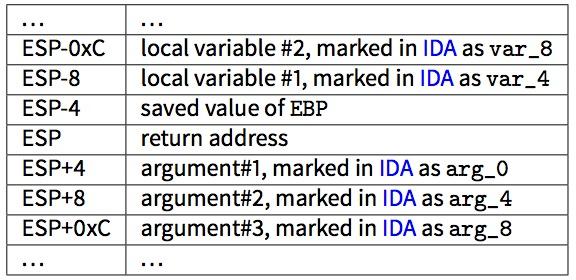 ... ...
ESP-0xC local variable #2, marked in IDA as var_8
ESP-8 local variable #1, marked in IDA as var_4
ESP-4 saved value of EBP
ESP return address
ESP+4 argument#1, marked in IDA as arg_0
ESP+8 argument#2, marked in IDA as arg_4
ESP+0xC argument#3, marked in IDA as arg_8
... ...